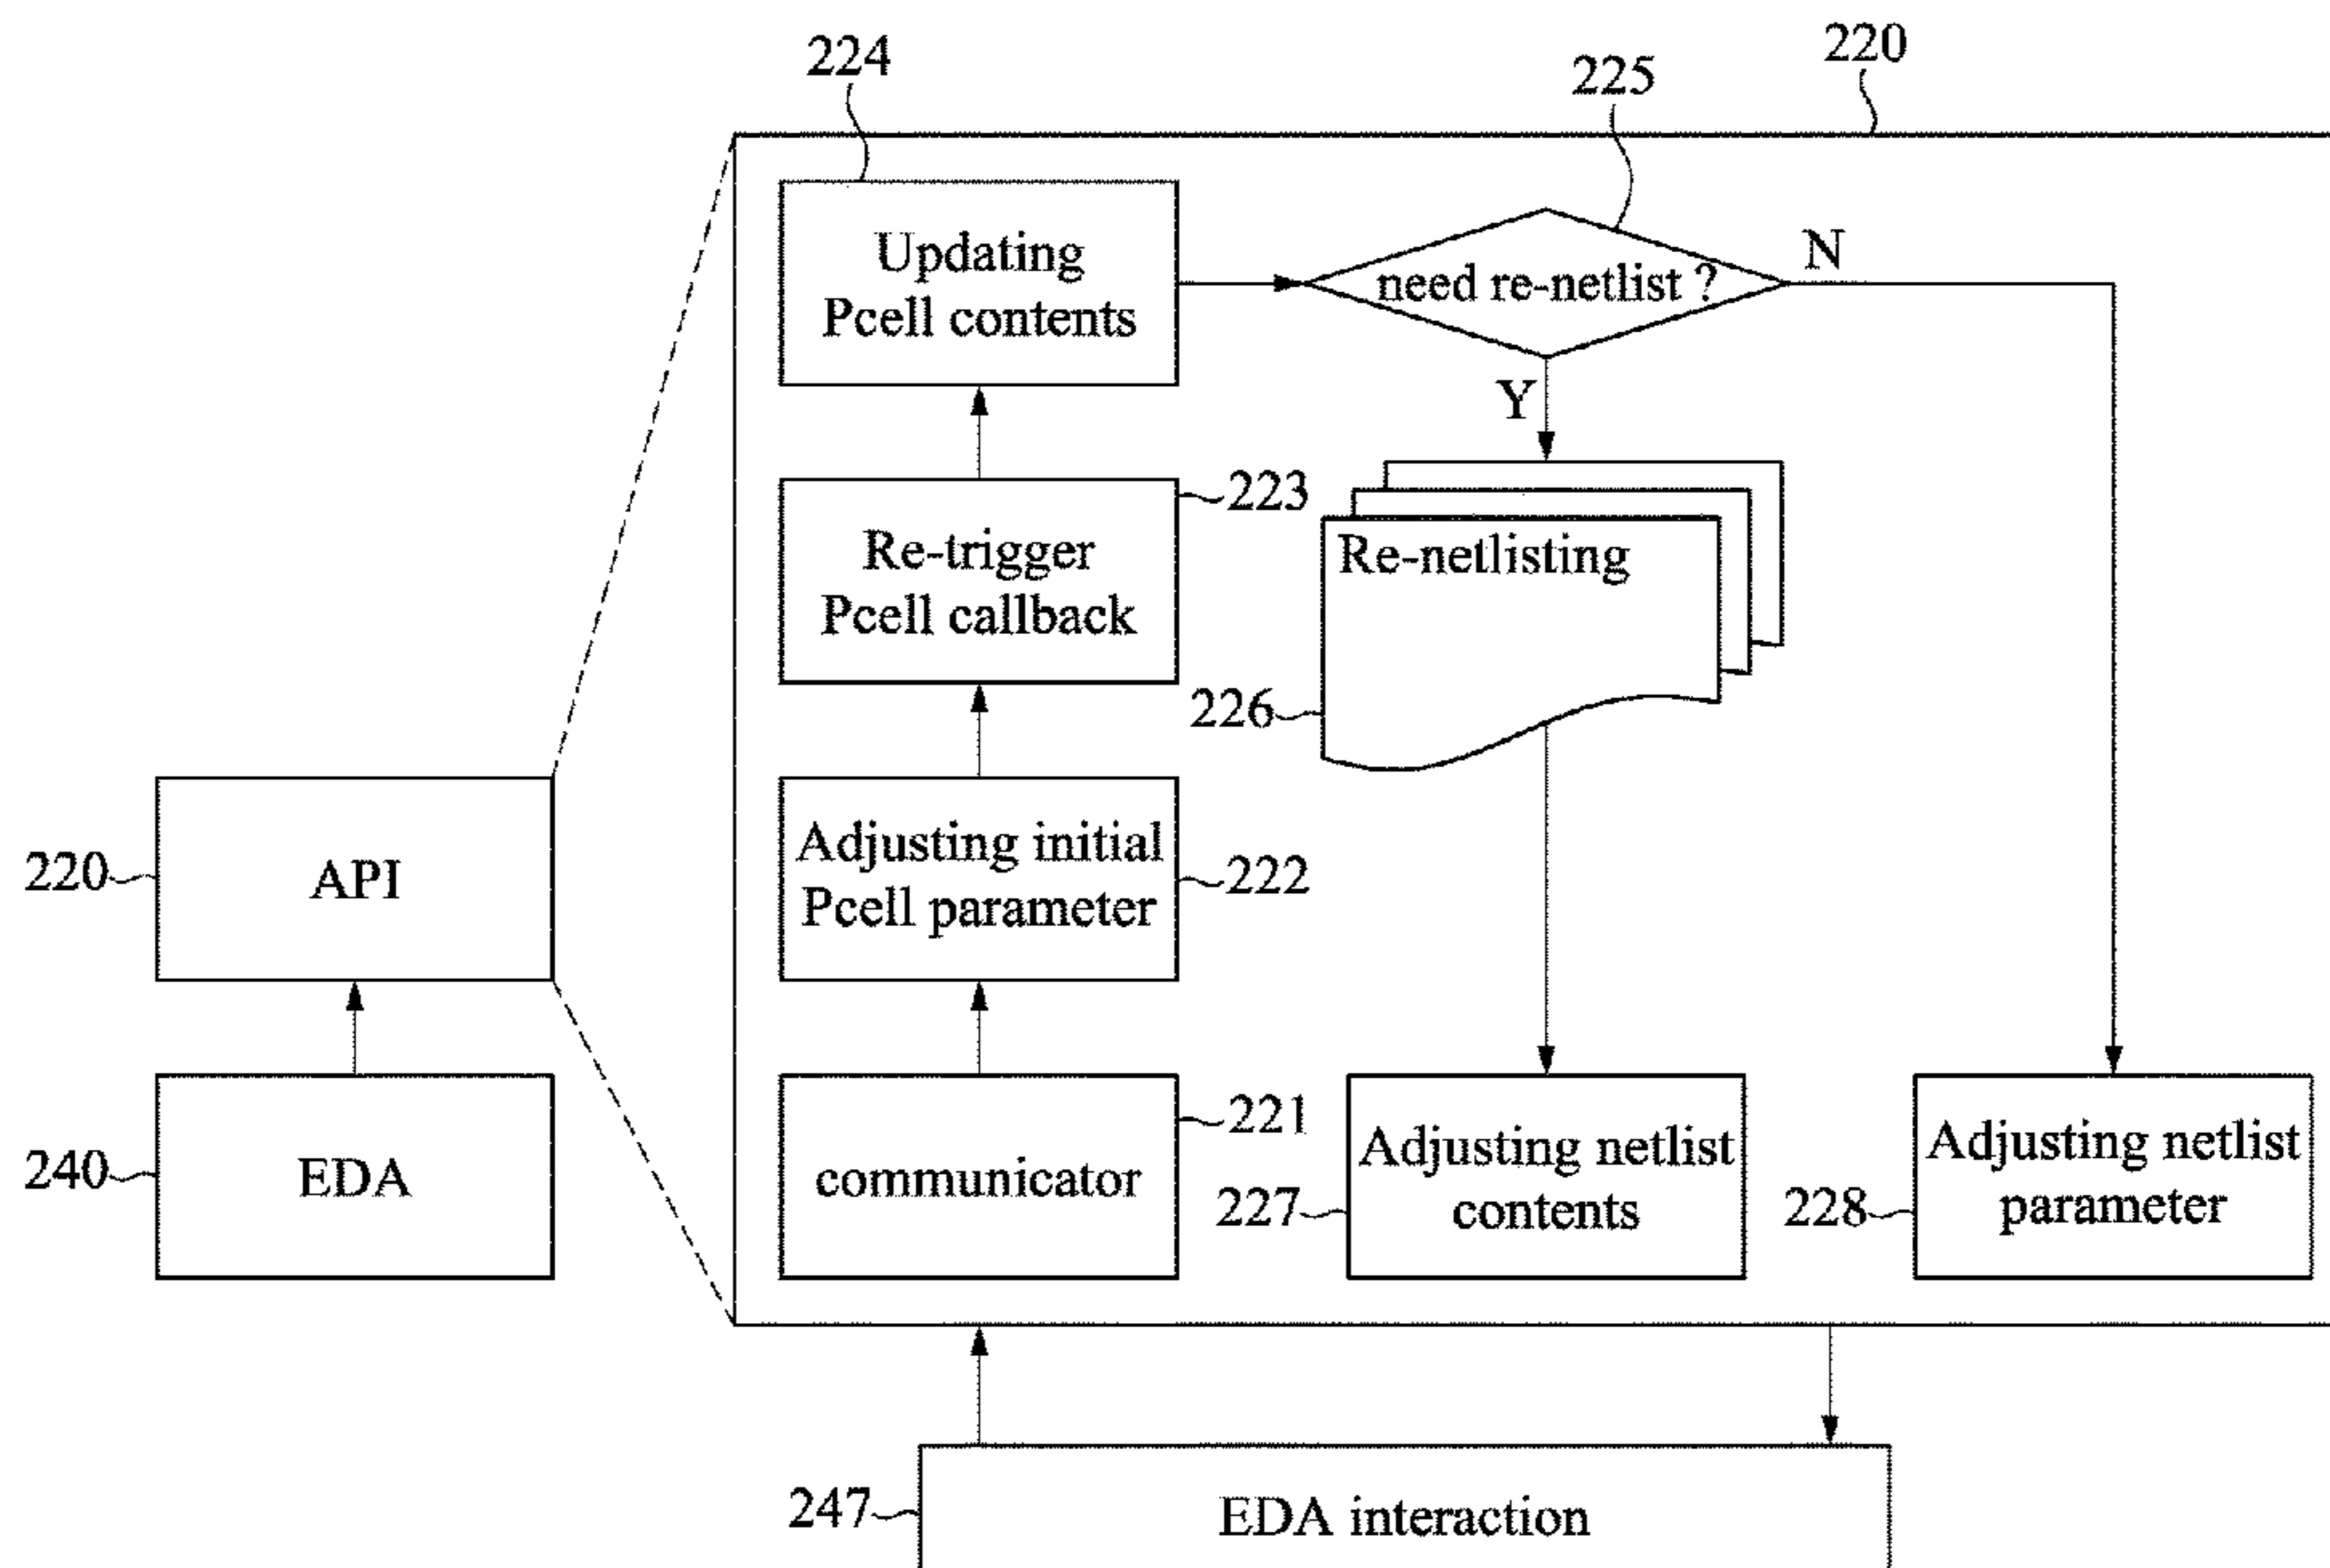 224
220
225
Updating
Pcell contents
need re-netlist ?
N
Y
Re-trigger
Pcell callback
223
Re-netlisting
226
220
API
Adjusting initial
Pcell parameter
222
240
EDA
communicator
221
Adjusting netlist
contents
227
Adjusting netlist
parameter
228
247
EDA interaction